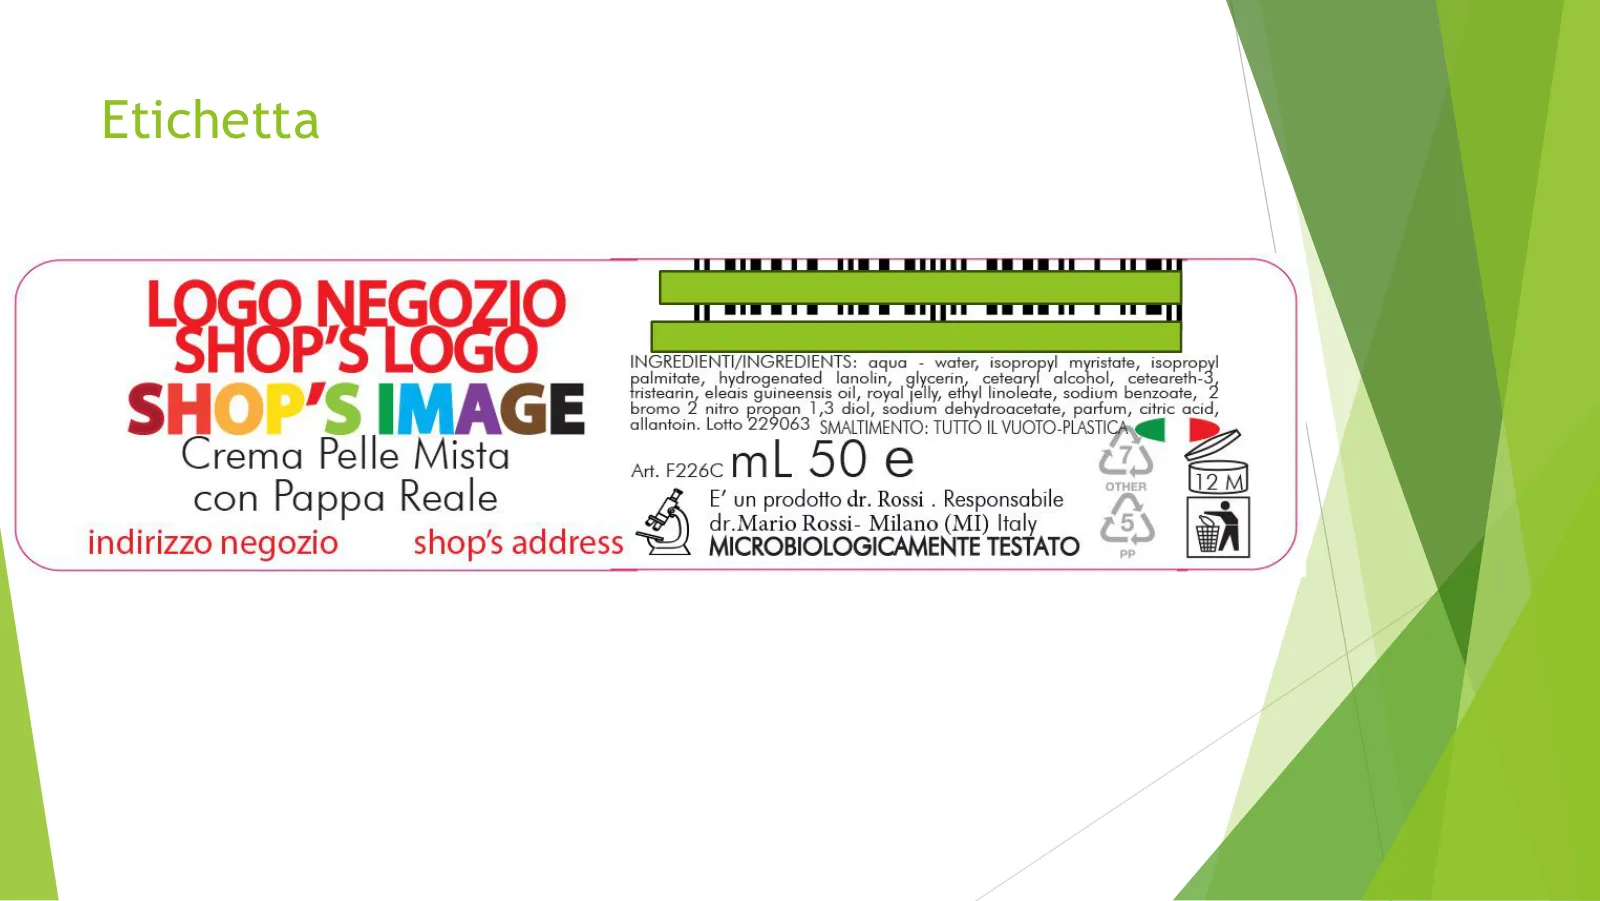 Etichetta
LOGO NEGOZIO
SHOP'S LOGO
SHOP'S IMAGE
Crema Pelle Mista
con Pappa Reale
indirizzo negozio shop's address
INGREDIENTI/INGREDIENTS: aqua - water, isopropyl myristate, isopropyl
palmitate, hydrogenated lanolin, glycerin, cetearyl alcohol, ceteareth-3,
tristearin, eleais guineensis oil, royal jelly, ethyl linoleate, sodium benzoate, 2
bromo 2 nitro propan 1,3 diol, sodium dehydroacetate, parfum, citric acid,
allantoin. Lotto 229063 SMALTIMENTO: TUTTO IL VUOTO-PLASTICA
Art. F226C mL 50 e
7
OTHER
12 M
E' un prodotto dr. Rossi . Responsabile
dr.Mario Rossi- Milano (MI) Italy
MICROBIOLOGICAMENTE TESTATO
5
PP